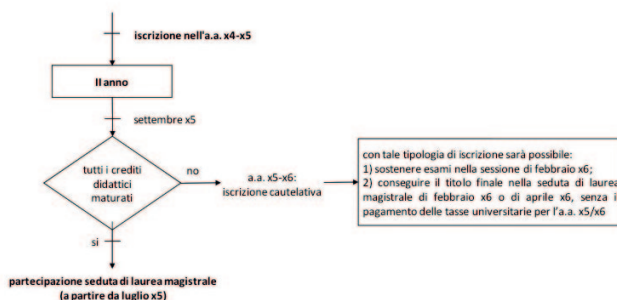 iscrizione nell'a.a. x4-x5
II anno
settembre x5
tutti i crediti
didattici
maturati
no
a.a. x5-x6:
iscrizione cautelativa
con tale tipologia di iscrizione sarà possibile:
1) sostenere esami nella sessione di febbraio x6;
2) conseguire il titolo finale nella seduta di laurea
magistrale di febbraio x6 o di aprile x6, senza i
pagamento delle tasse universitarie per l'a.a. x5/x6
si
partecipazione seduta di laurea magistrale
(a partire da luglio x5)